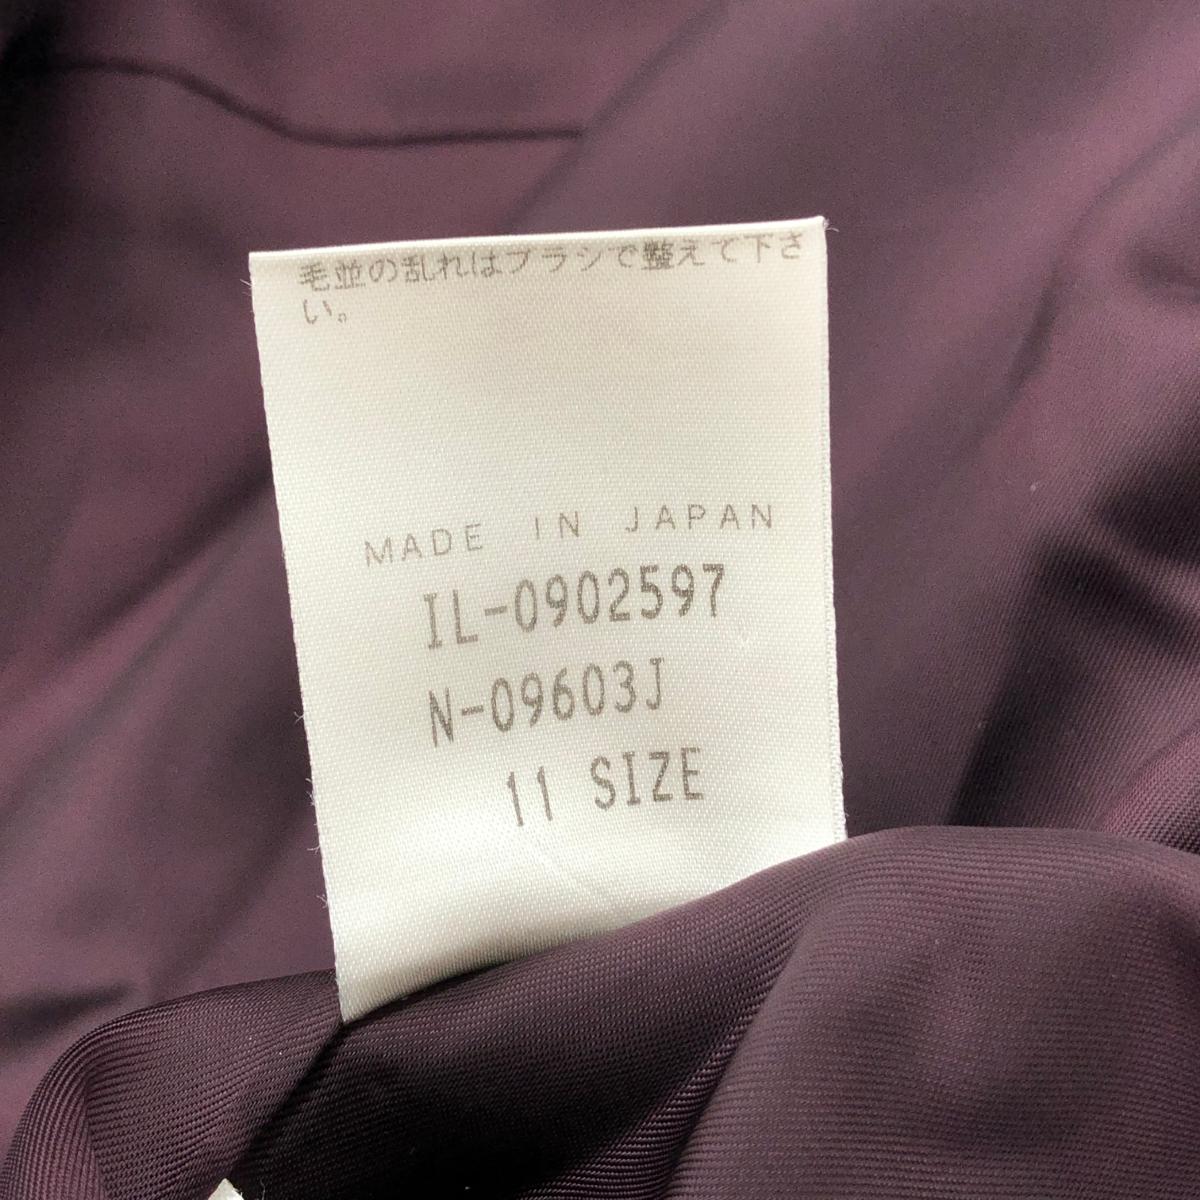 毛並の乱れはブラシで整えて下さ
い。
MADE IN JAPAN
IL-0902597
N-09603J
11 SIZE